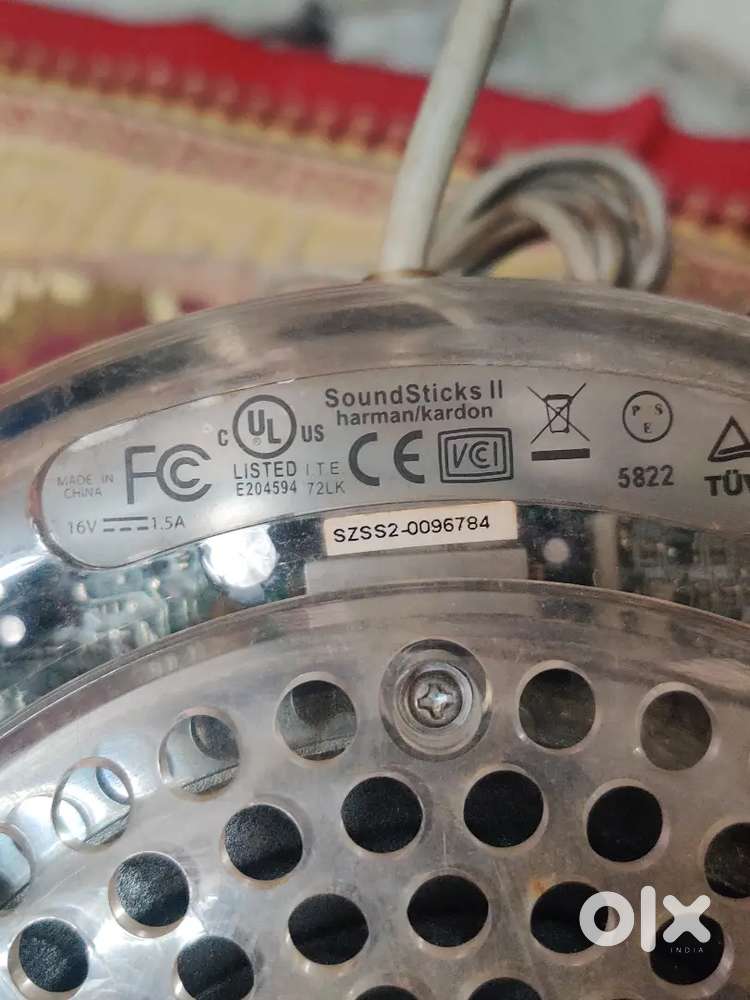 SoundSticks II
harman/kardon
C UL US
LISTED ITE
E204594 72LK
MADE IN
CHINA
FC
CE
VCI
PSE
5822
TÜV
16V 1.5A
SZSS2-0096784
olx
INDIA